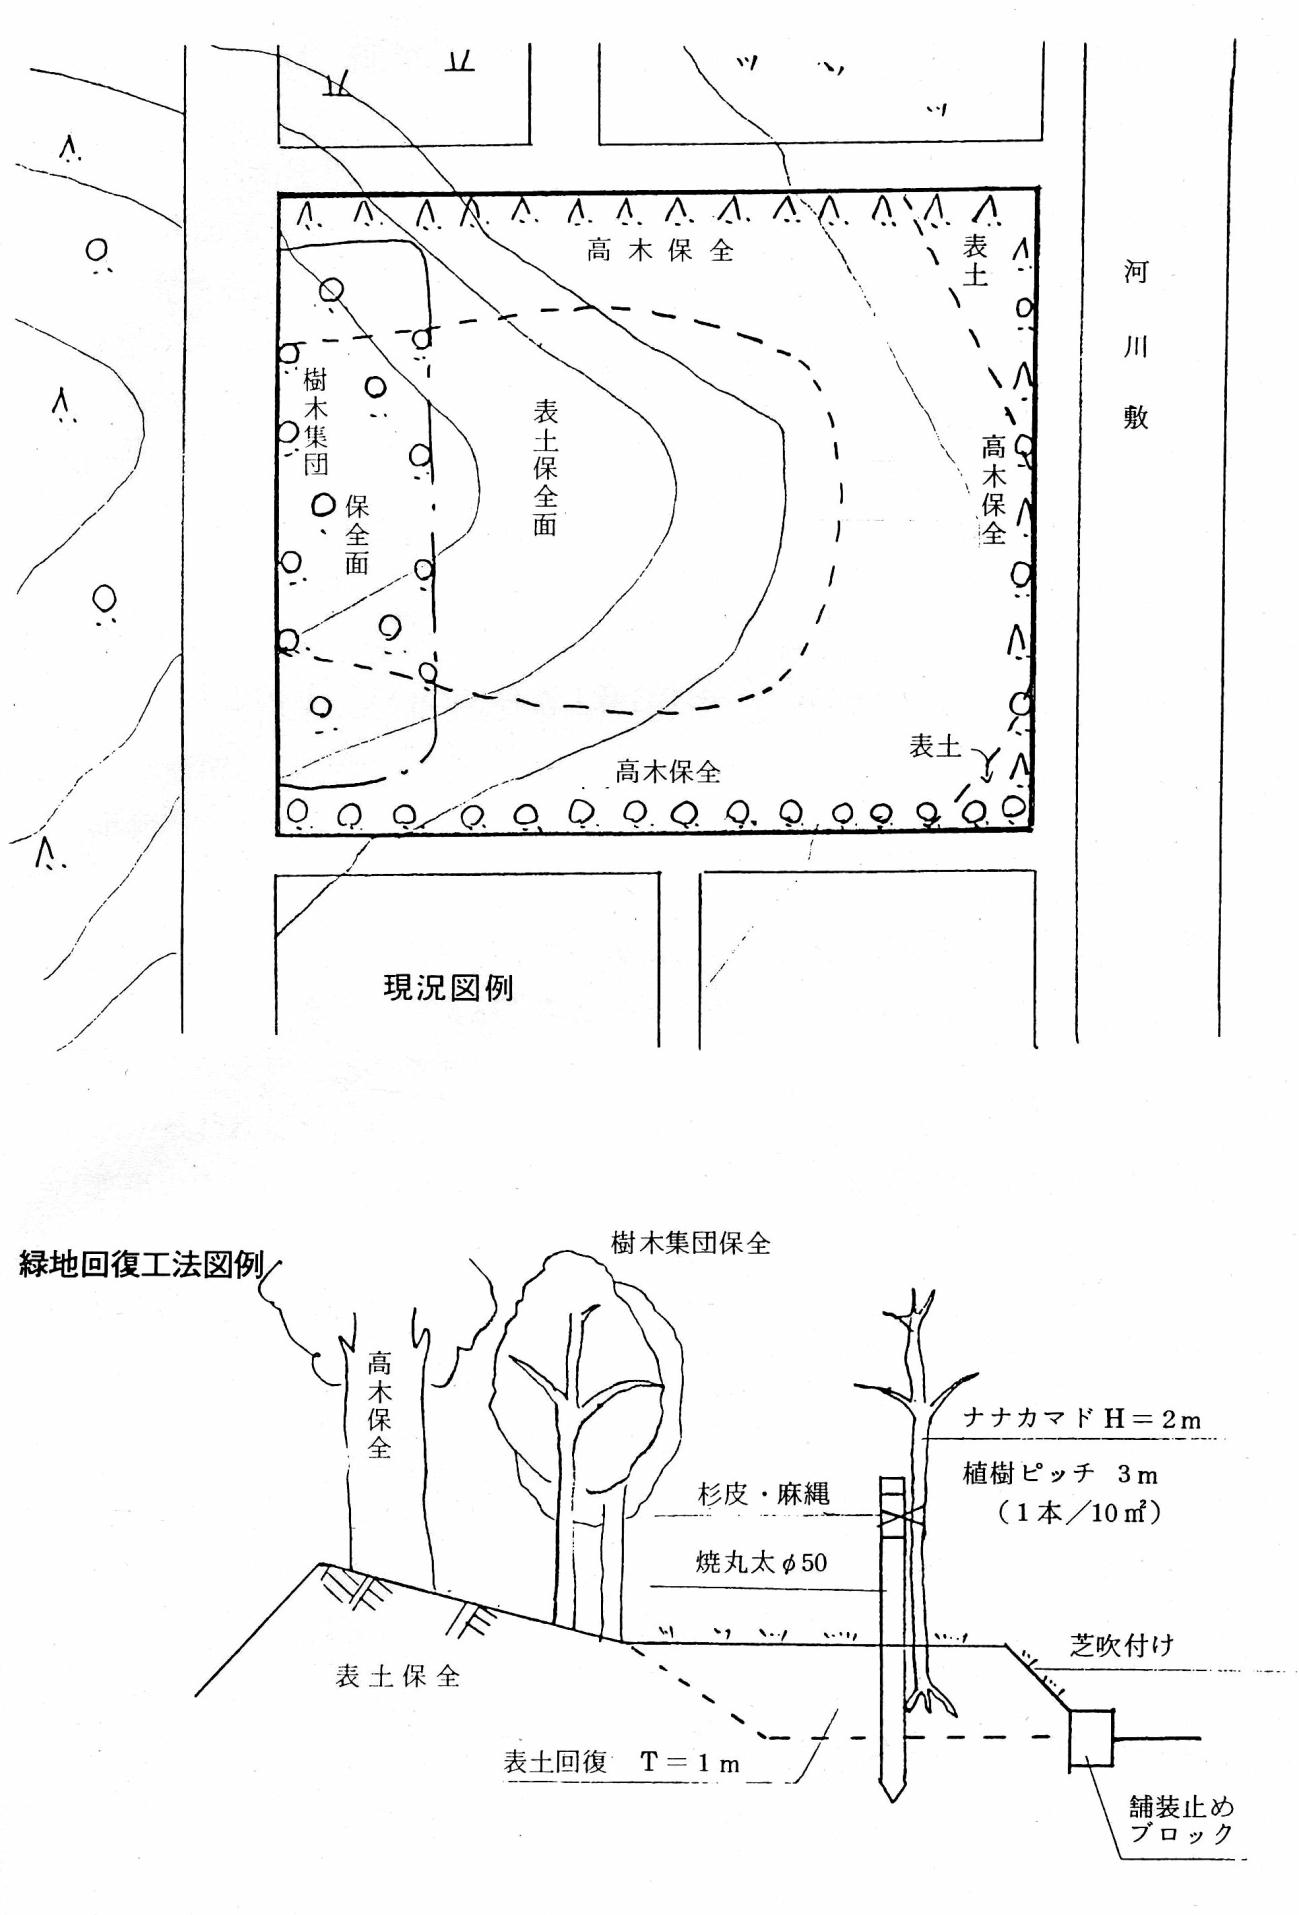 高木保全
表土
河川敷
樹木集団
保全面
表土保全面
高木保全
表土
高木保全
現況図例
緑地回復工法図例
樹木集団保全
高木保全
ナナカマド H=2m
植樹ピッチ 3m
(1本/10㎡)
杉皮・麻縄
焼丸太φ50
芝吹付け
表土保全
表土回復 T=1m
舗装止め
ブロック